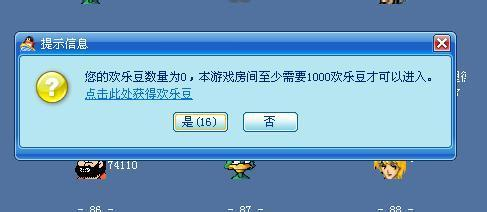 提示信息
您的欢乐豆数量为0，本游戏房间至少需要1000欢乐豆才可以进入。
点击此处获得欢乐豆
是(16)
否
74110
- 86 -
- 87 -
- 88 -